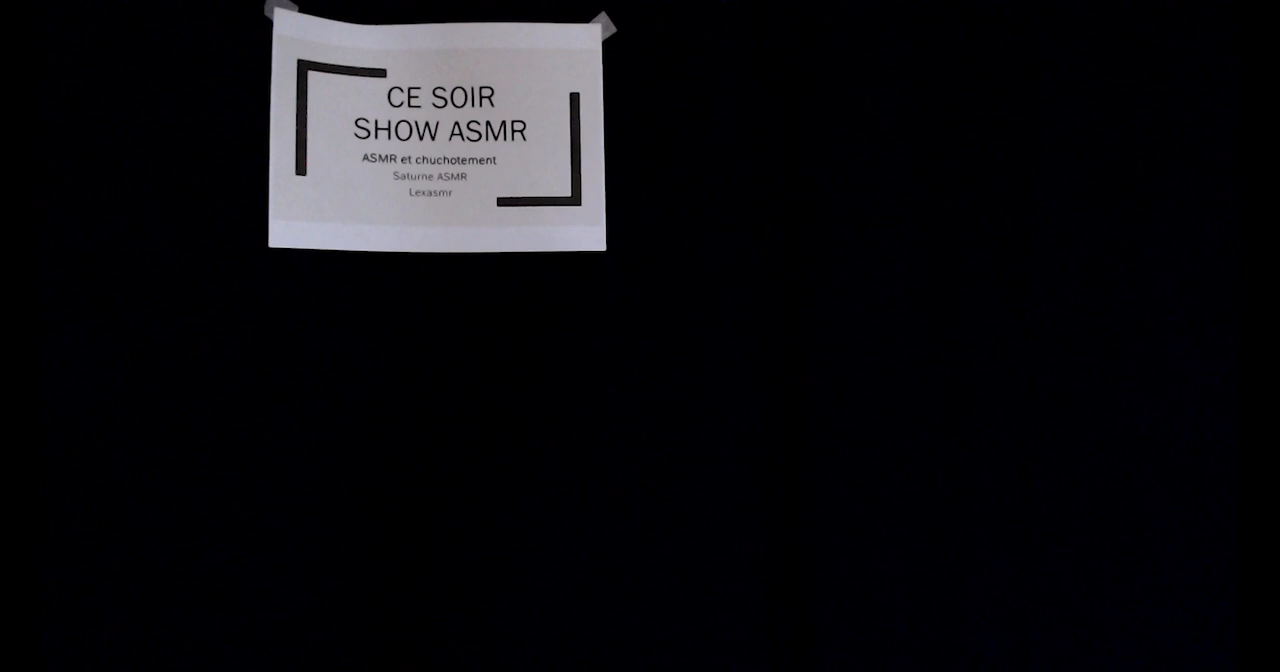 CE SOIR
SHOW ASMR
ASMR et chuchotement
Saturne ASMR
Lexasmr